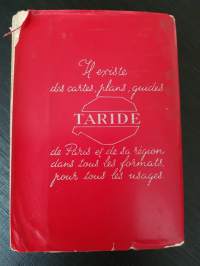 Il existe
des cartes, plans, guides
TARIDE
de Paris et de sa région
dans tous les formats,
pour tous les usages.